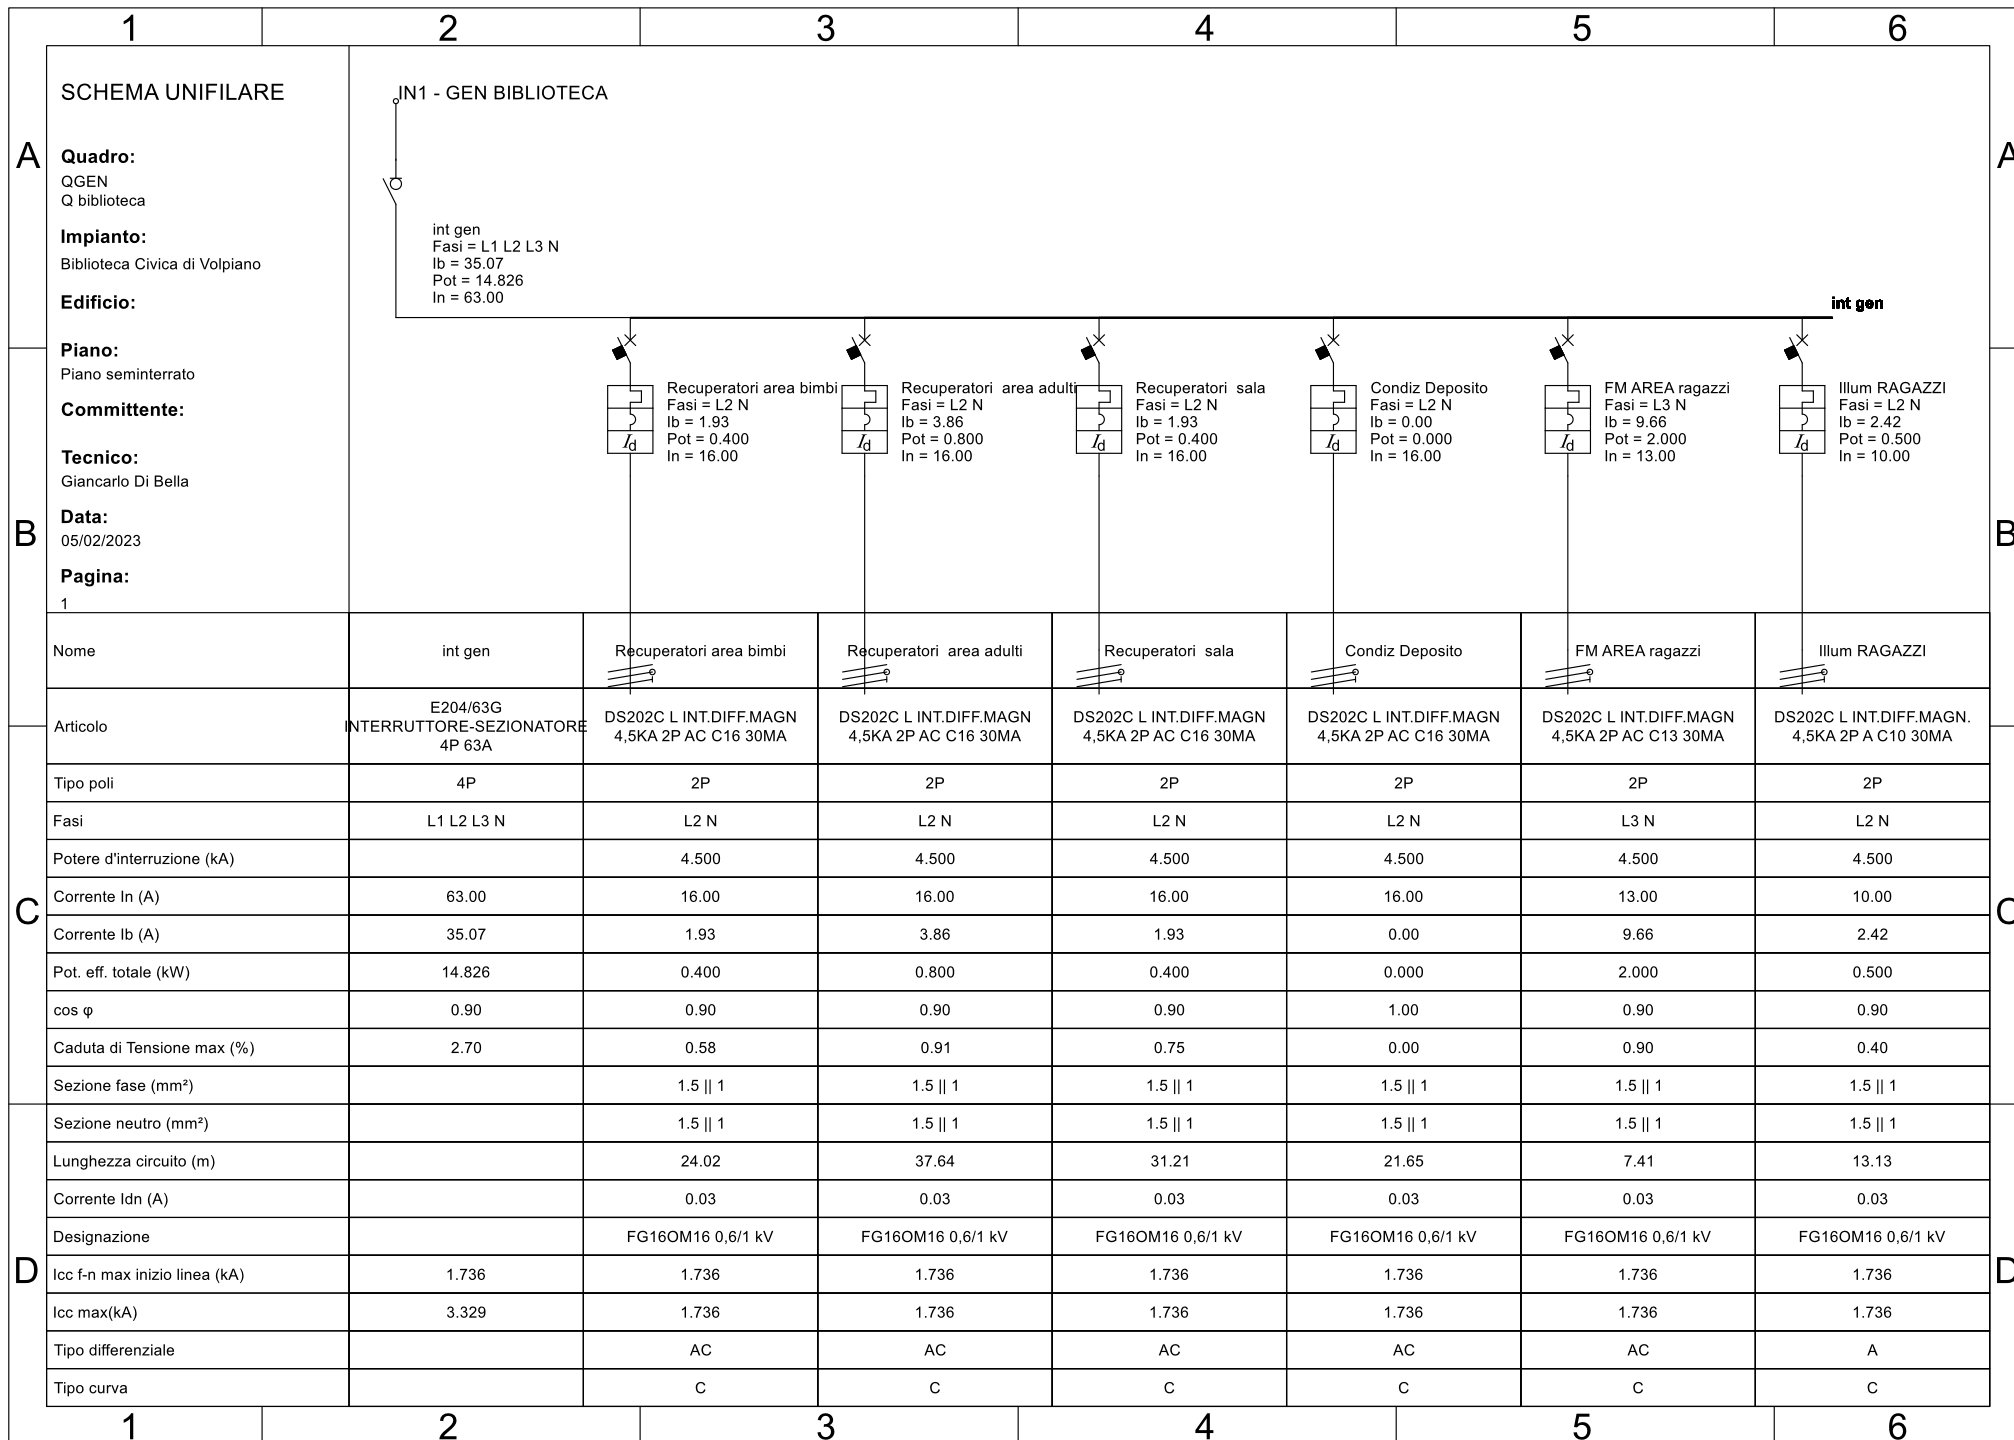 1 2 3 4 5 6
SCHEMA UNIFILARE
IN1 - GEN BIBLIOTECA
A A
Quadro:
QGEN
Q biblioteca
Impianto:
Biblioteca Civica di Volpiano
Edificio:
Piano:
Piano seminterrato
Committente:
Tecnico:
Giancarlo Di Bella
Data:
05/02/2023
Pagina:
1
B B
int gen
Fasi = L1 L2 L3 N
Ib = 35.07
Pot = 14.826
In = 63.00
int gen
Recuperatori area bimbi
Fasi = L2 N
Ib = 1.93
Pot = 0.400
In = 16.00
Id
Recuperatori  area adulti
Fasi = L2 N
Ib = 3.86
Pot = 0.800
In = 16.00
Id
Recuperatori  sala
Fasi = L2 N
Ib = 1.93
Pot = 0.400
In = 16.00
Id
Condiz Deposito
Fasi = L2 N
Ib = 0.00
Pot = 0.000
In = 16.00
Id
FM AREA ragazzi
Fasi = L3 N
Ib = 9.66
Pot = 2.000
In = 13.00
Id
Illum RAGAZZI
Fasi = L2 N
Ib = 2.42
Pot = 0.500
In = 10.00
Id
Nome int gen Recuperatori area bimbi Recuperatori  area adulti Recuperatori  sala Condiz Deposito FM AREA ragazzi Illum RAGAZZI
Articolo
E204/63G
INTERRUTTORE-SEZIONATORE
4P 63A
DS202C L INT.DIFF.MAGN
4,5KA 2P AC C16 30MA
DS202C L INT.DIFF.MAGN
4,5KA 2P AC C16 30MA
DS202C L INT.DIFF.MAGN
4,5KA 2P AC C16 30MA
DS202C L INT.DIFF.MAGN
4,5KA 2P AC C16 30MA
DS202C L INT.DIFF.MAGN
4,5KA 2P AC C13 30MA
DS202C L INT.DIFF.MAGN.
4,5KA 2P A C10 30MA
Tipo poli 4P 2P 2P 2P 2P 2P 2P
Fasi L1 L2 L3 N L2 N L2 N L2 N L2 N L3 N L2 N
Potere d'interruzione (kA) 4.500 4.500 4.500 4.500 4.500 4.500
C C
Corrente In (A) 63.00 16.00 16.00 16.00 16.00 13.00 10.00
Corrente Ib (A) 35.07 1.93 3.86 1.93 0.00 9.66 2.42
Pot. eff. totale (kW) 14.826 0.400 0.800 0.400 0.000 2.000 0.500
cos φ 0.90 0.90 0.90 0.90 1.00 0.90 0.90
Caduta di Tensione max (%) 2.70 0.58 0.91 0.75 0.00 0.90 0.40
Sezione fase (mm²) 1.5 || 1 1.5 || 1 1.5 || 1 1.5 || 1 1.5 || 1 1.5 || 1
Sezione neutro (mm²) 1.5 || 1 1.5 || 1 1.5 || 1 1.5 || 1 1.5 || 1 1.5 || 1
Lunghezza circuito (m) 24.02 37.64 31.21 21.65 7.41 13.13
Corrente Idn (A) 0.03 0.03 0.03 0.03 0.03 0.03
Designazione FG16OM16 0,6/1 kV FG16OM16 0,6/1 kV FG16OM16 0,6/1 kV FG16OM16 0,6/1 kV FG16OM16 0,6/1 kV FG16OM16 0,6/1 kV
D D
Icc f-n max inizio linea (kA) 1.736 1.736 1.736 1.736 1.736 1.736 1.736
Icc max(kA) 3.329 1.736 1.736 1.736 1.736 1.736 1.736
Tipo differenziale AC AC AC AC AC A
Tipo curva C C C C C C
1 2 3 4 5 6